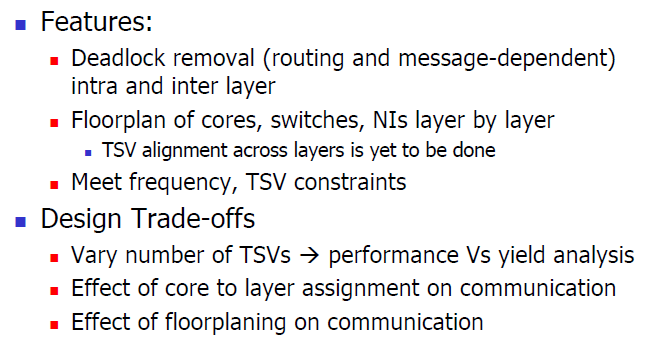 Features:
Deadlock removal (routing and message-dependent)
intra and inter layer
Floorplan of cores, switches, NIs layer by layer
TSV alignment across layers is yet to be done
Meet frequency, TSV constraints
Design Trade-offs
Vary number of TSVs → performance Vs yield analysis
Effect of core to layer assignment on communication
Effect of floorplaning on communication